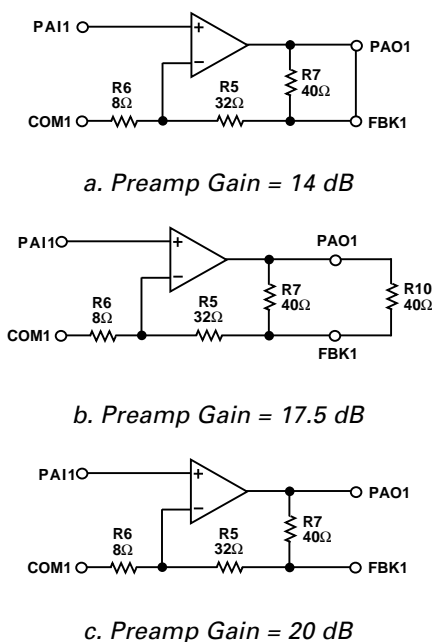 PAI1
+
−
PAO1
R6
8Ω
R5
32Ω
R7
40Ω
COM1
FBK1
a. Preamp Gain = 14 dB
PAI1
+
−
PAO1
R6
8Ω
R5
32Ω
R7
40Ω
R10
40Ω
COM1
FBK1
b. Preamp Gain = 17.5 dB
PAI1
+
−
PAO1
R6
8Ω
R5
32Ω
R7
40Ω
COM1
FBK1
c. Preamp Gain = 20 dB